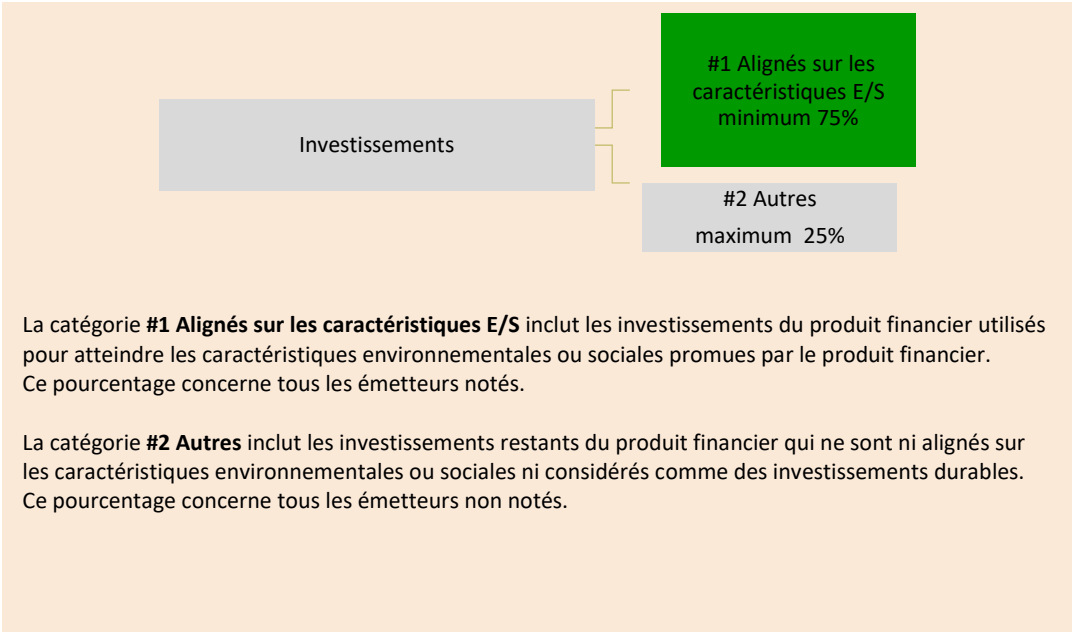 #1 Alignés sur les
caractéristiques E/S
minimum 75%
Investissements
#2 Autres
maximum 25%
La catégorie #1 Alignés sur les caractéristiques E/S inclut les investissements du produit financier utilisés
pour atteindre les caractéristiques environnementales ou sociales promues par le produit financier.
Ce pourcentage concerne tous les émetteurs notés.
La catégorie #2 Autres inclut les investissements restants du produit financier qui ne sont ni alignés sur
les caractéristiques environnementales ou sociales ni considérés comme des investissements durables.
Ce pourcentage concerne tous les émetteurs non notés.